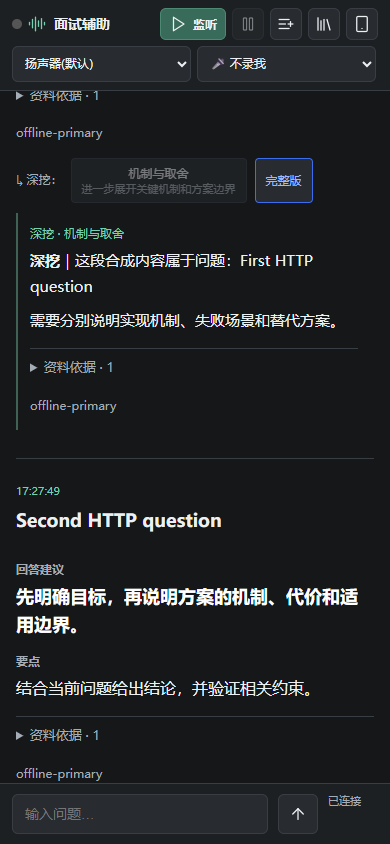 面试辅助
监听
扬声器(默认)
🎤 不录我
▶ 资料依据 · 1
offline-primary
↳ 深挖:
机制与取舍
进一步展开关键机制和方案边界
完整版
深挖 · 机制与取舍
深挖 | 这段合成内容属于问题：First HTTP
question
需要分别说明实现机制、失败场景和替代方案。
▶ 资料依据 · 1
offline-primary
17:27:49
Second HTTP question
回答建议
先明确目标，再说明方案的机制、代价和适
用边界。
要点
结合当前问题给出结论，并验证相关约束。
▶ 资料依据 · 1
offline-primary
输入问题...
已连接